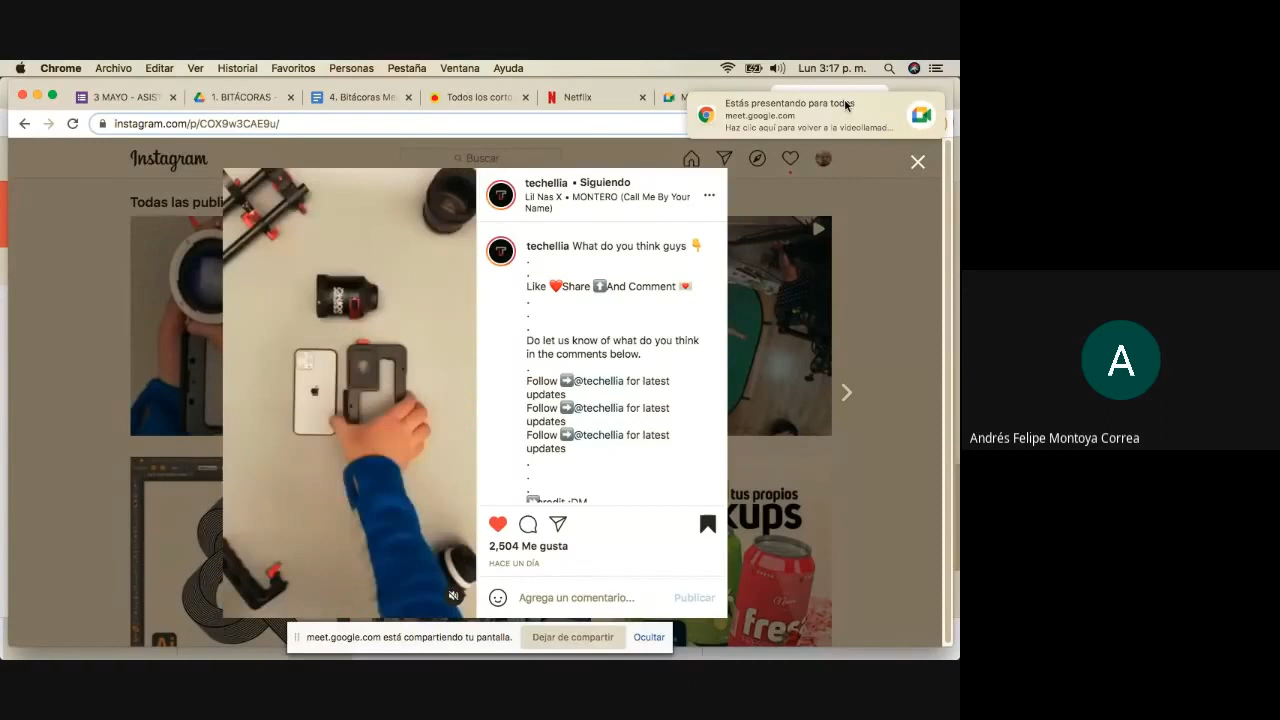 Chrome Archivo Editar Ver Historial Favoritos Personas Pestaña Ventana Ayuda
Lun 3:17 p. m.
3 MAYO - ASIS
1. BITÁCORAS -
4. Bitácoras Me
Todos los corto
Netflix
M
Estás presentando para todos
meet.google.com
Haz clic aquí para volver a la videollamad...
instagram.com/p/COX9w3CAE9u/
Instagram
Buscar
Todas las publi
techellia • Siguiendo
Lil Nas X • MONTERO (Call Me By Your
Name)
techellia What do you think guys 👇
.
.
Like ❤️Share ⬆️And Comment 💌
.
.
.
Do let us know of what do you think
in the comments below.
.
Follow ➡️@techellia for latest
updates
Follow ➡️@techellia for latest
updates
Follow ➡️@techellia for latest
updates
.
.
.
➡️credit :DM
2,504 Me gusta
HACE UN DÍA
Agrega un comentario...
Publicar
tus propios
kups
fres
Ai
meet.google.com está compartiendo tu pantalla.
Dejar de compartir
Ocultar
A
Andrés Felipe Montoya Correa